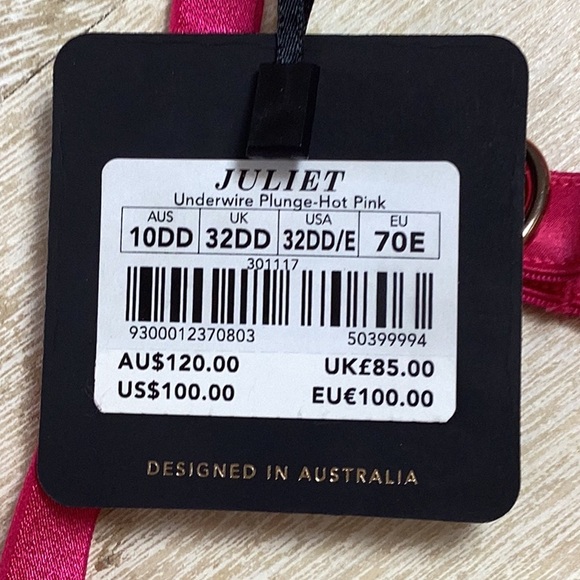 JULIET
Underwire Plunge-Hot Pink
AUS UK USA EU
10DD 32DD 32DD/E 70E
301117
9300012370803 50399994
AU$120.00 UK£85.00
US$100.00 EU€100.00
DESIGNED IN AUSTRALIA